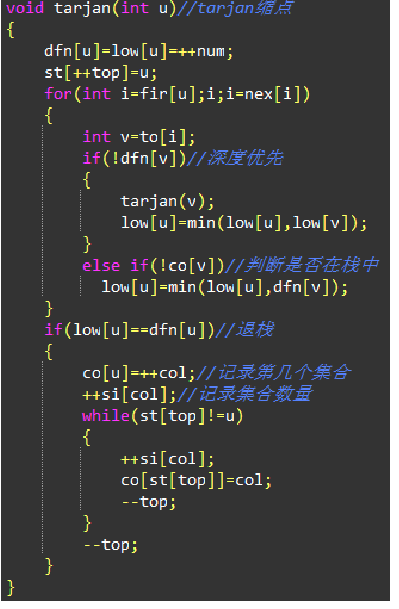 void tarjan(int u)//tarjan缩点
{
dfn[u]=low[u]=++num;
st[++top]=u;
for(int i=fir[u];i;i=nex[i])
{
int v=to[i];
if(!dfn[v])//深度优先
{
tarjan(v);
low[u]=min(low[u],low[v]);
}
else if(!co[v])//判断是否在栈中
low[u]=min(low[u],dfn[v]);
}
if(low[u]==dfn[u])//退栈
{
co[u]=++col;//记录第几个集合
++si[col];//记录集合数量
while(st[top]!=u)
{
++si[col];
co[st[top]]=col;
--top;
}
--top;
}
}